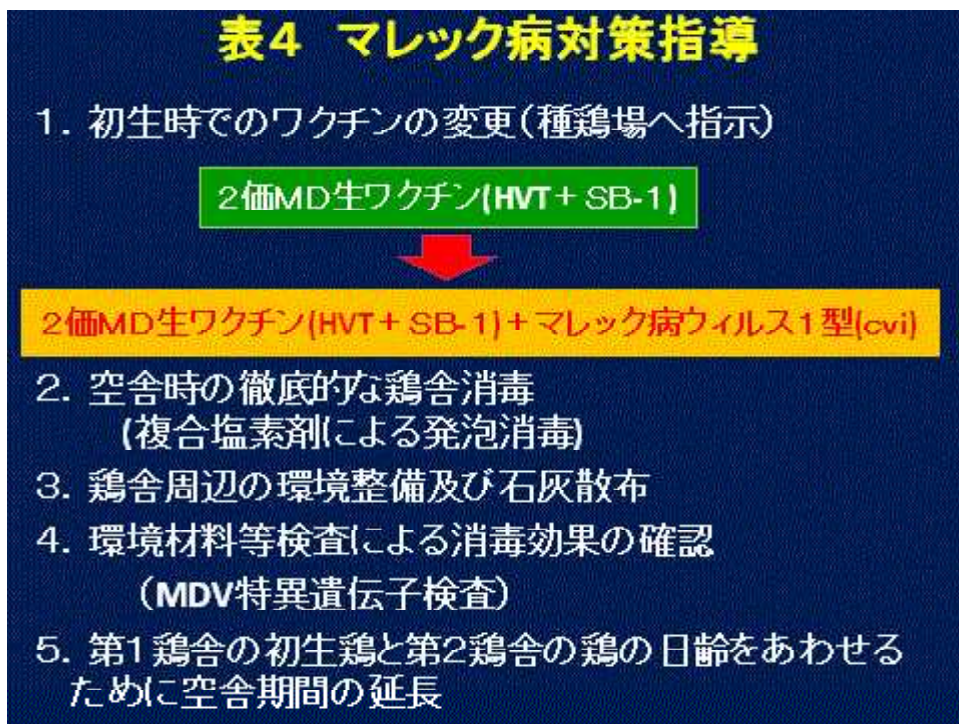 表4 マレック病対策指導
1. 初生時でのワクチンの変更(種鶏場へ指示)
2価MD生ワクチン(HVT+SB-1)
2価MD生ワクチン(HVT+SB-1)+マレック病ウィルス1型(cvi)
2. 空舎時の徹底的な鶏舎消毒
(複合塩素剤による発泡消毒)
3. 鶏舎周辺の環境整備及び石灰散布
4. 環境材料等検査による消毒効果の確認
(MDV特異遺伝子検査)
5. 第1鶏舎の初生鶏と第2鶏舎の鶏の日齢をあわせる
ために空舎期間の延長